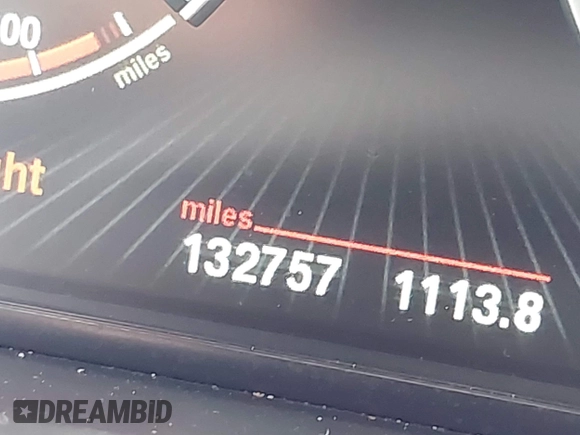 00
miles
ht
miles
132757 1113.8
DREAMBID